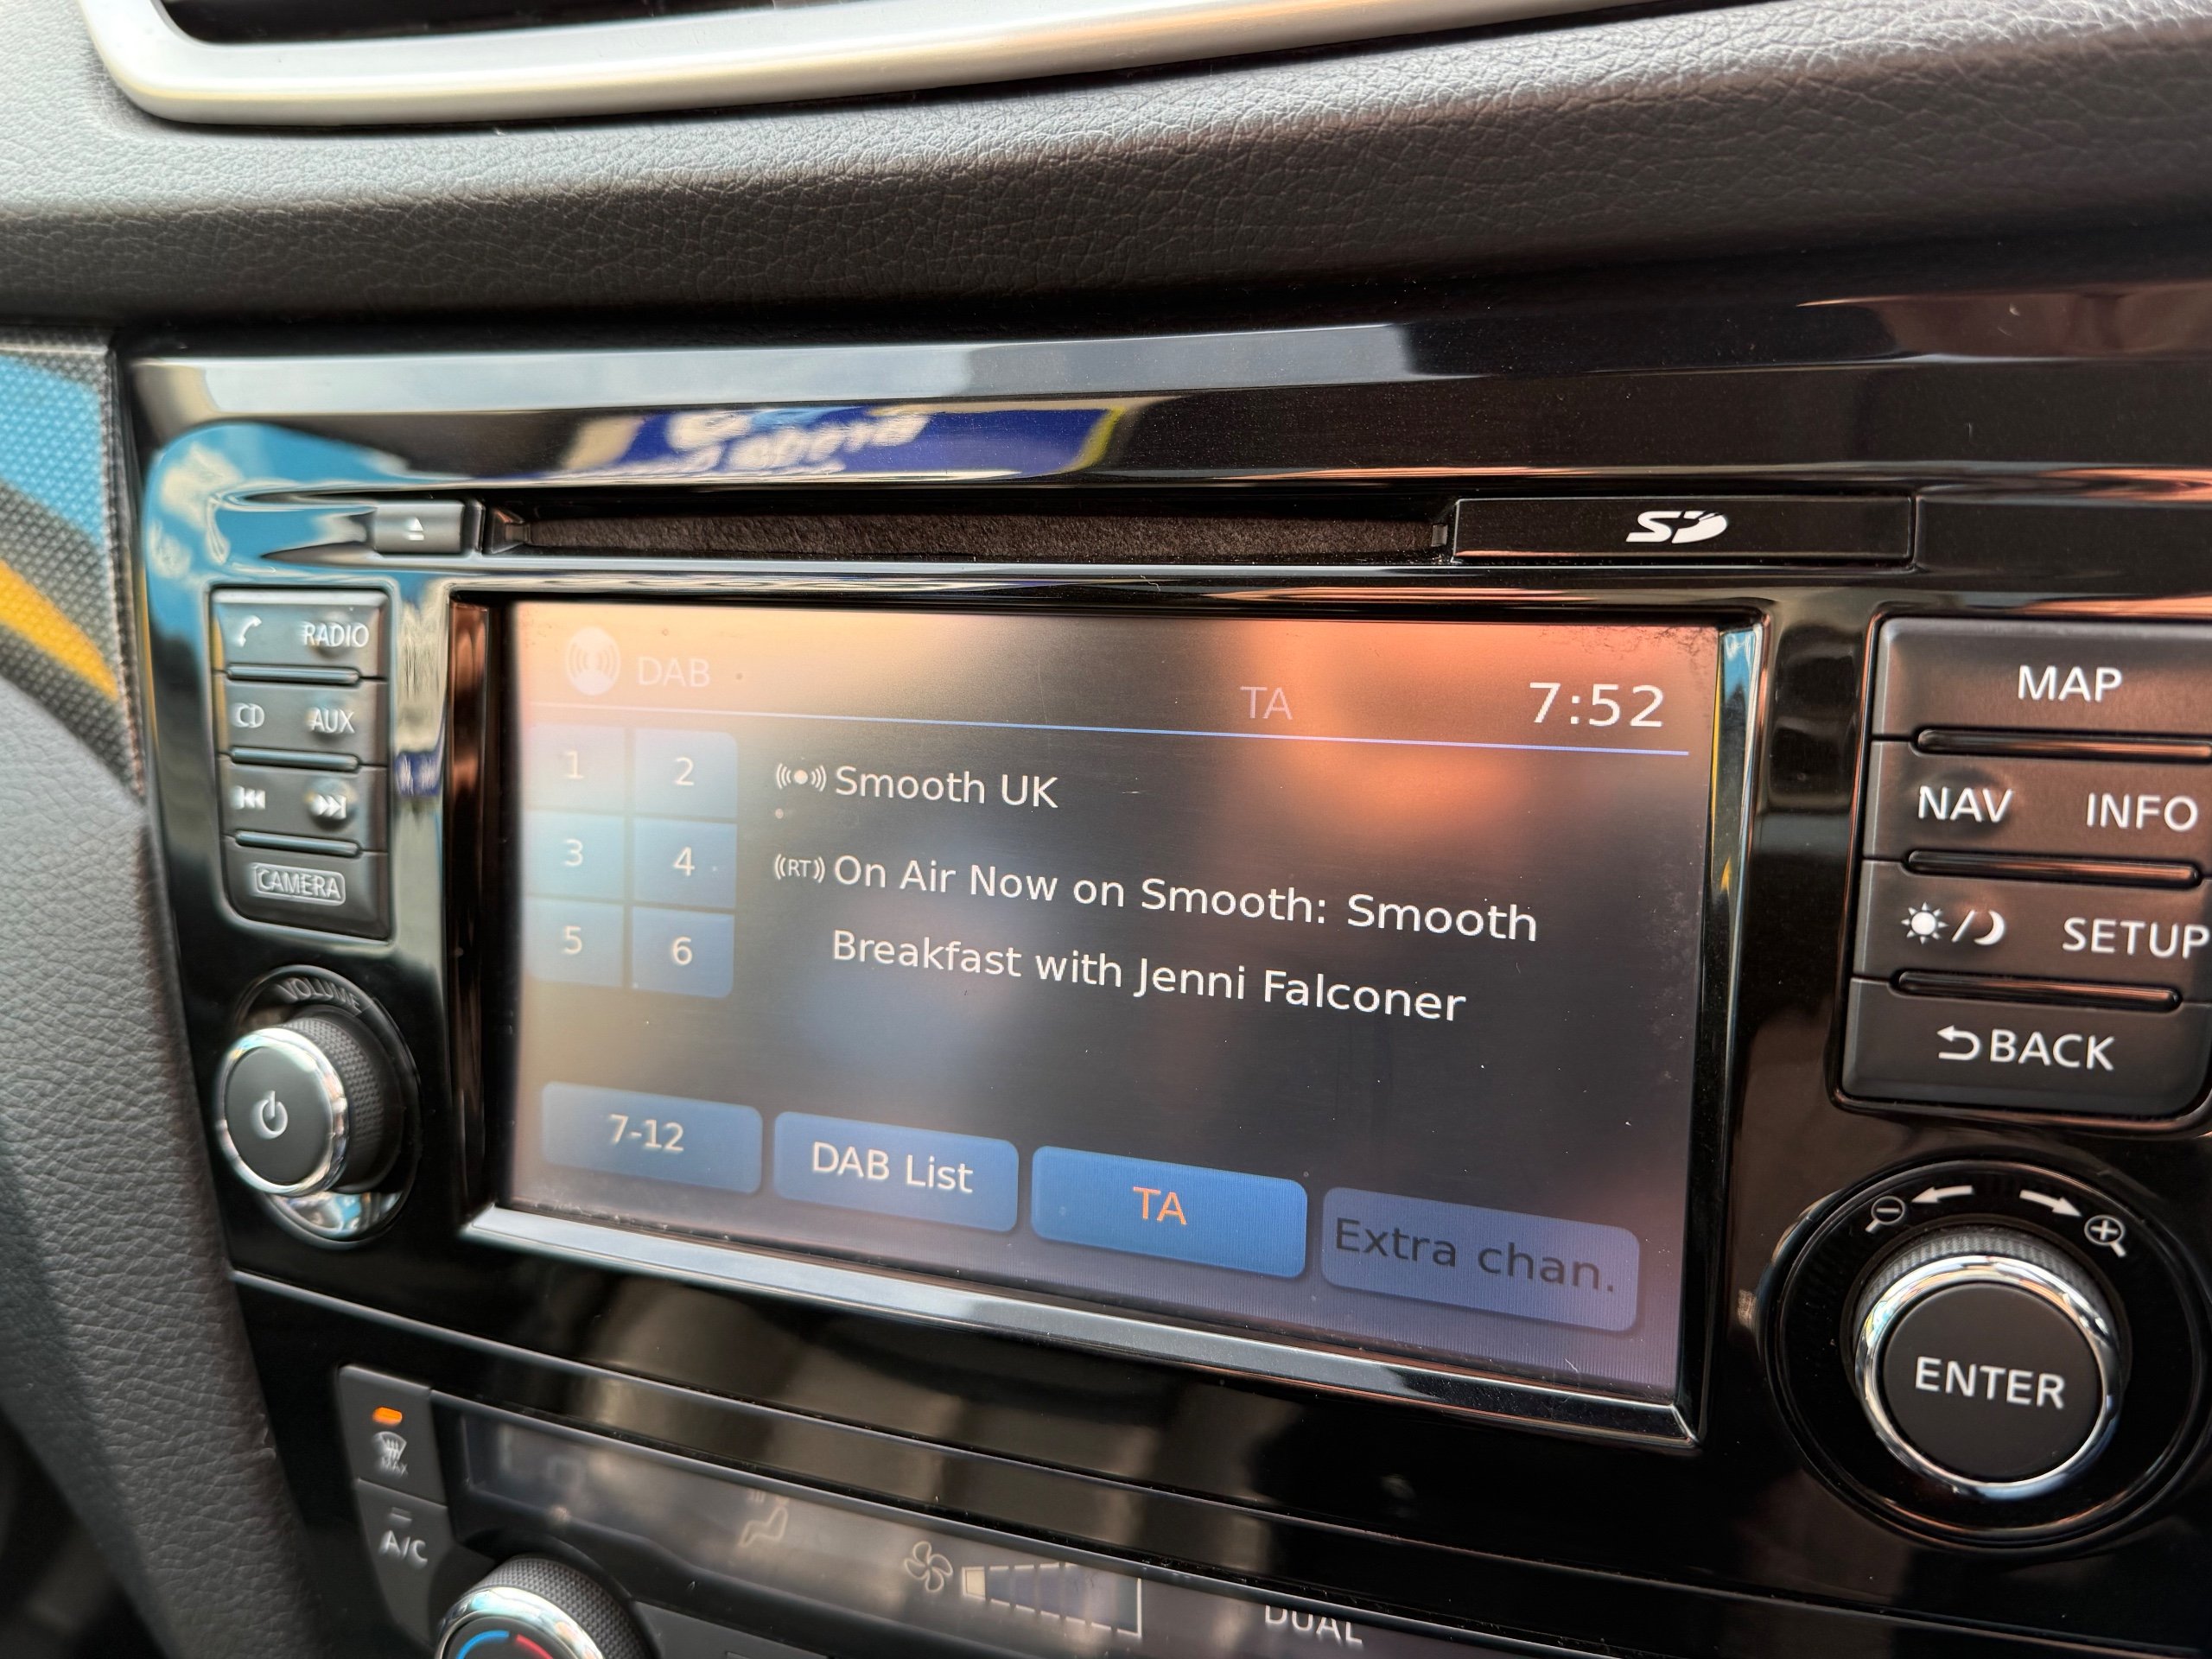 SD
RADIO
CD AUX
CAMERA
VOLUME
DAB
TA 7:52
1 2
3 4
5 6
Smooth UK
RT On Air Now on Smooth: Smooth
Breakfast with Jenni Falconer
7-12 DAB List TA Extra chan.
MAP
NAV INFO
SETUP
BACK
ENTER
MAX
A/C
DUAL